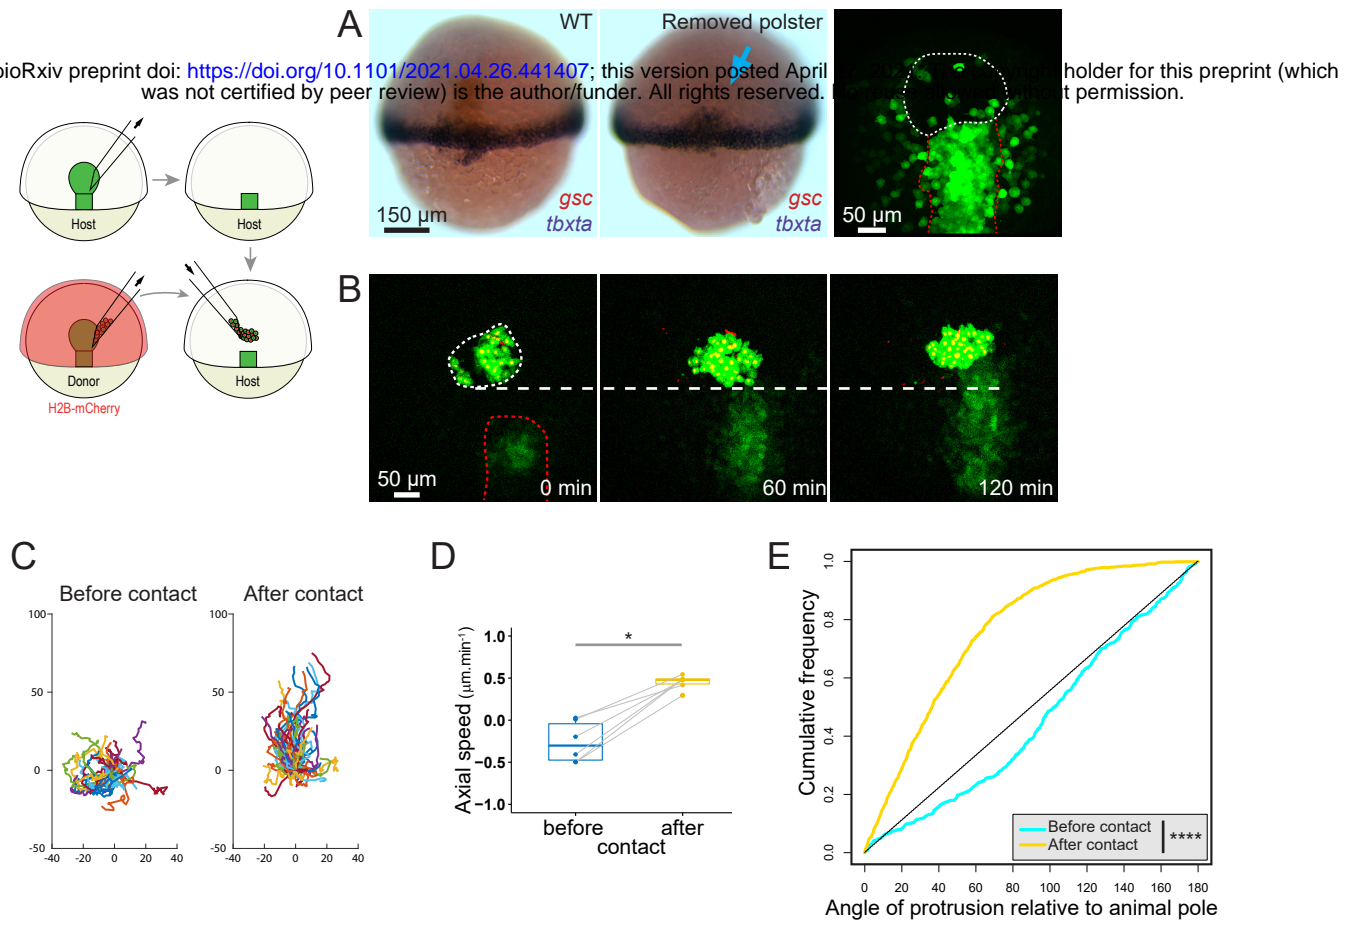 A
WT
Removed polster
bioRxiv preprint doi: https://doi.org/10.1101/2021.04.26.441407; this version posted April holder for this preprint (which
was not certified by peer review) is the author/funder. All rights reserved. without permission.
gsc
tbxta
150 µm
gsc
tbxta
50 µm
Host
Host
Donor
H2B-mCherry
Host
B
50 µm
0 min
60 min
120 min
C
Before contact
After contact
100
50
0
-50
-40 -20 0 20 40
100
50
0
-50
-40 -20 0 20 40
D
Axial speed (µm.min⁻¹)
1.0
0.5
0.0
−0.5
−1.0
*
before after
contact
E
Cumulative frequency
1.0
0.8
0.6
0.4
0.2
0.0
Before contact
After contact
****
0 20 40 60 80 100 120 140 160 180
Angle of protrusion relative to animal pole